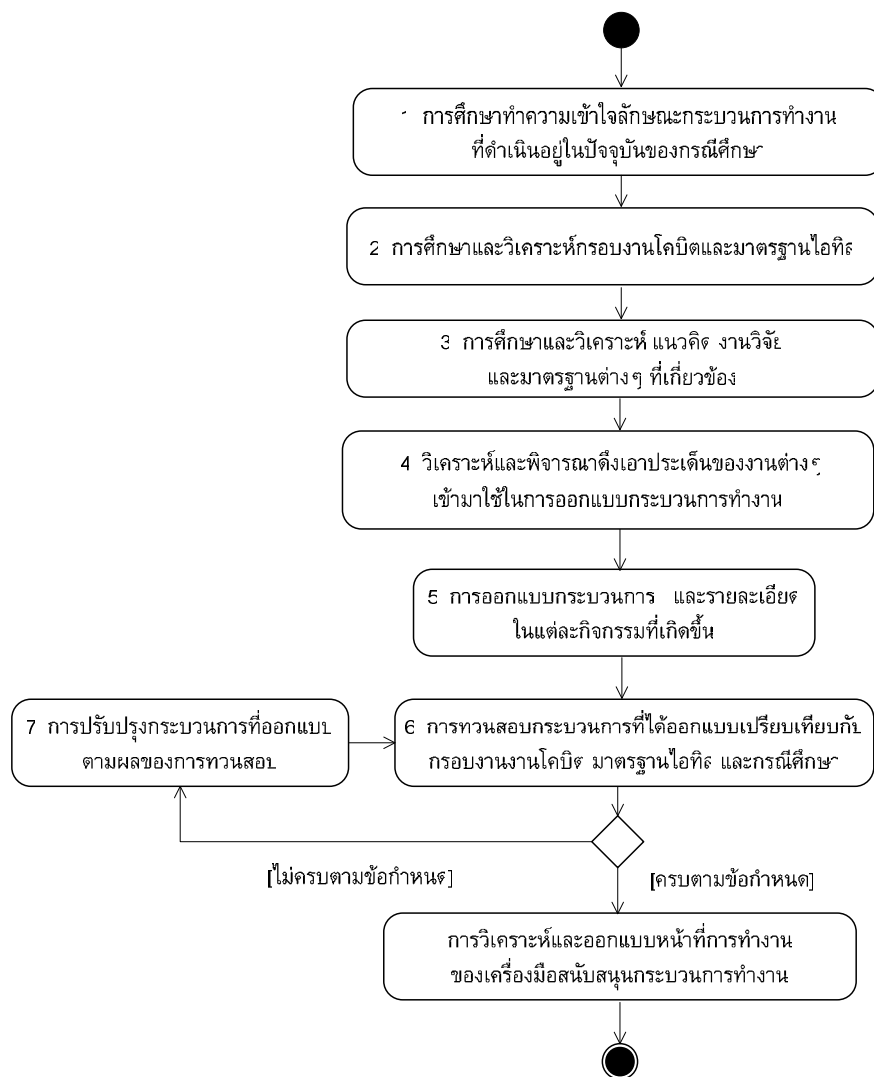 การศึกษาทำความเข้าใจลักษณะกระบวนการทำงาน
ที่ดำเนินอยู่ในปัจจุบันของกรณีศึกษา
2 การศึกษาและวิเคราะห์กรอบงานโคบิตและมาตรฐานไอทิล
3 การศึกษาและวิเคราะห์ แนวคิด งานวิจัย
และมาตรฐานต่างๆ ที่เกี่ยวข้อง
4 วิเคราะห์และพิจารณาดึงเอาประเด็นของงานต่างๆ
เข้ามาใช้ในการออกแบบกระบวนการทำงาน
5 การออกแบบกระบวนการ และรายละเอียด
ในแต่ละกิจกรรมที่เกิดขึ้น
7 การปรับปรุงกระบวนการที่ออกแบบ
ตามผลของการทวนสอบ
6 การทวนสอบกระบวนการที่ได้ออกแบบเปรียบเทียบกับ
กรอบงานงานโคบิต มาตรฐานไอทิล และกรณีศึกษา
[ไม่ครบตามข้อกำหนด]
[ครบตามข้อกำหนด]
การวิเคราะห์และออกแบบหน้าที่การทำงาน
ของเครื่องมือสนับสนุนกระบวนการทำงาน